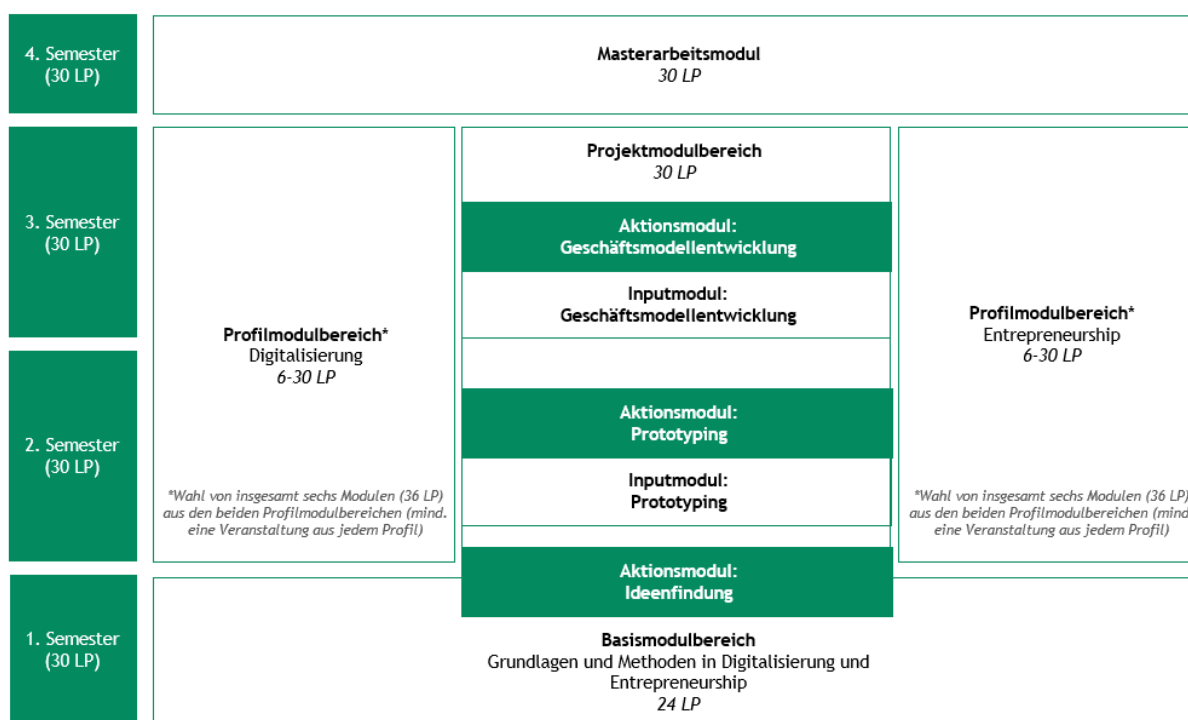 4. Semester
(30 LP)
Masterarbeitsmodul
30 LP
3. Semester
(30 LP)
Projektmodulbereich
30 LP
Aktionsmodul:
Geschäftsmodellentwicklung
Inputmodul:
Geschäftsmodellentwicklung
Profilmodulbereich*
Digitalisierung
6-30 LP
Profilmodulbereich*
Entrepreneurship
6-30 LP
2. Semester
(30 LP)
Aktionsmodul:
Prototyping
Inputmodul:
Prototyping
*Wahl von insgesamt sechs Modulen (36 LP)
aus den beiden Profilmodulbereichen (mind.
eine Veranstaltung aus jedem Profil)
*Wahl von insgesamt sechs Modulen (36 LP)
aus den beiden Profilmodulbereichen (mind
eine Veranstaltung aus jedem Profil)
Aktionsmodul:
Ideenfindung
1. Semester
(30 LP)
Basismodulbereich
Grundlagen und Methoden in Digitalisierung und
Entrepreneurship
24 LP